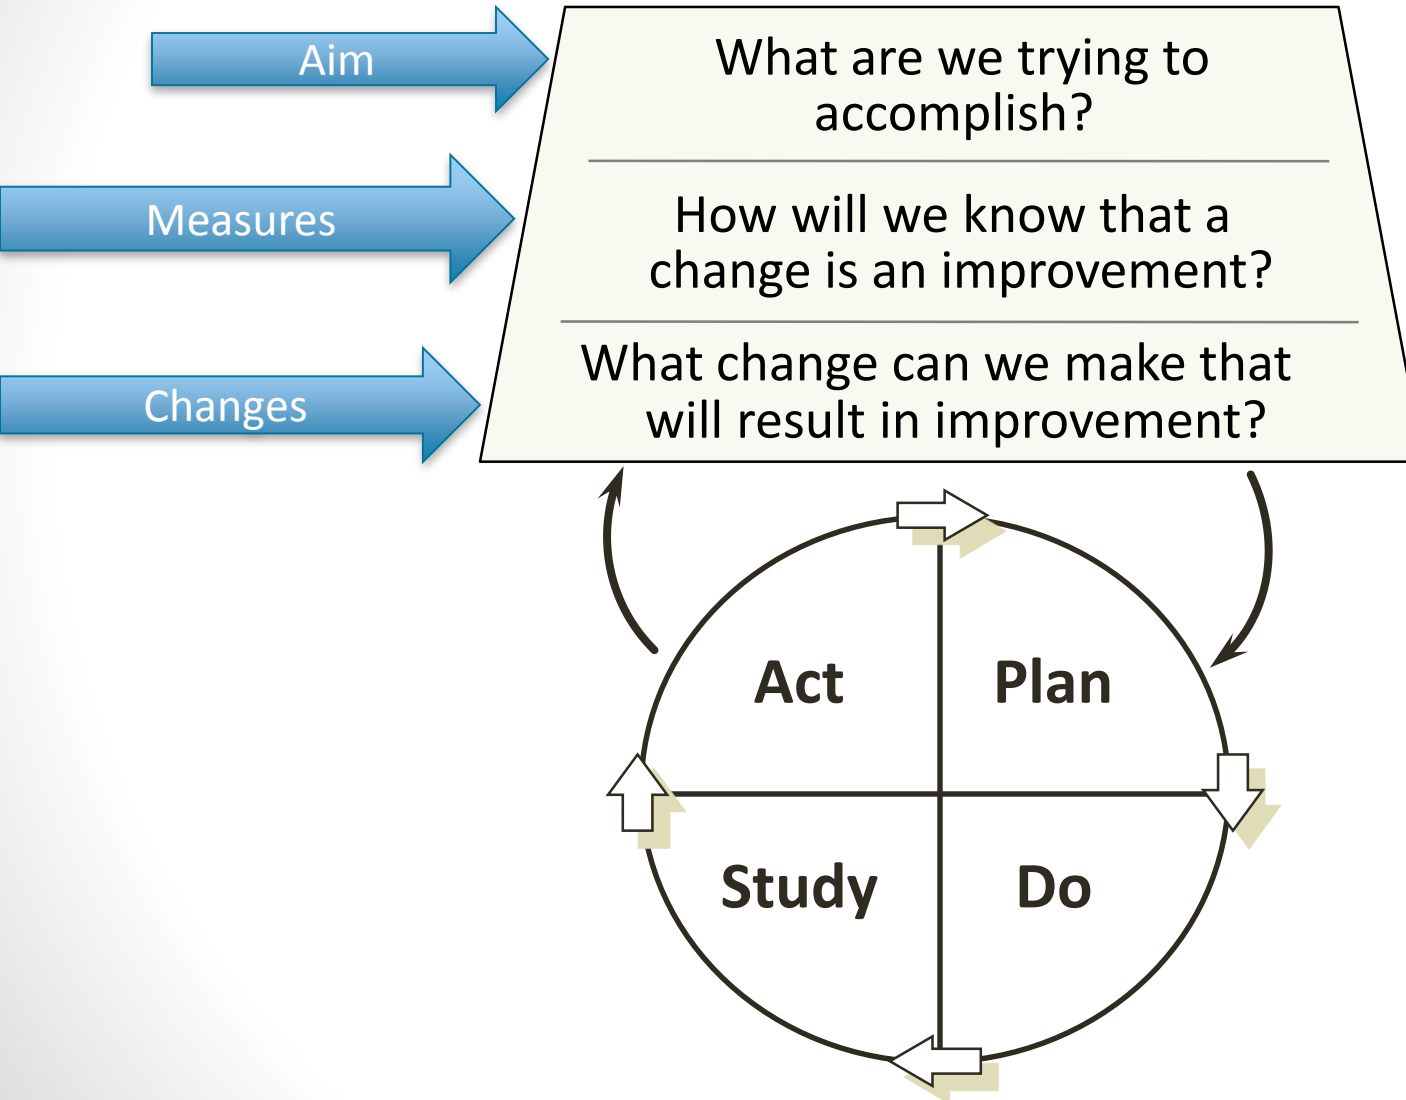 Aim
What are we trying to
accomplish?
Measures
How will we know that a
change is an improvement?
Changes
What change can we make that
will result in improvement?
Act
Plan
Study
Do